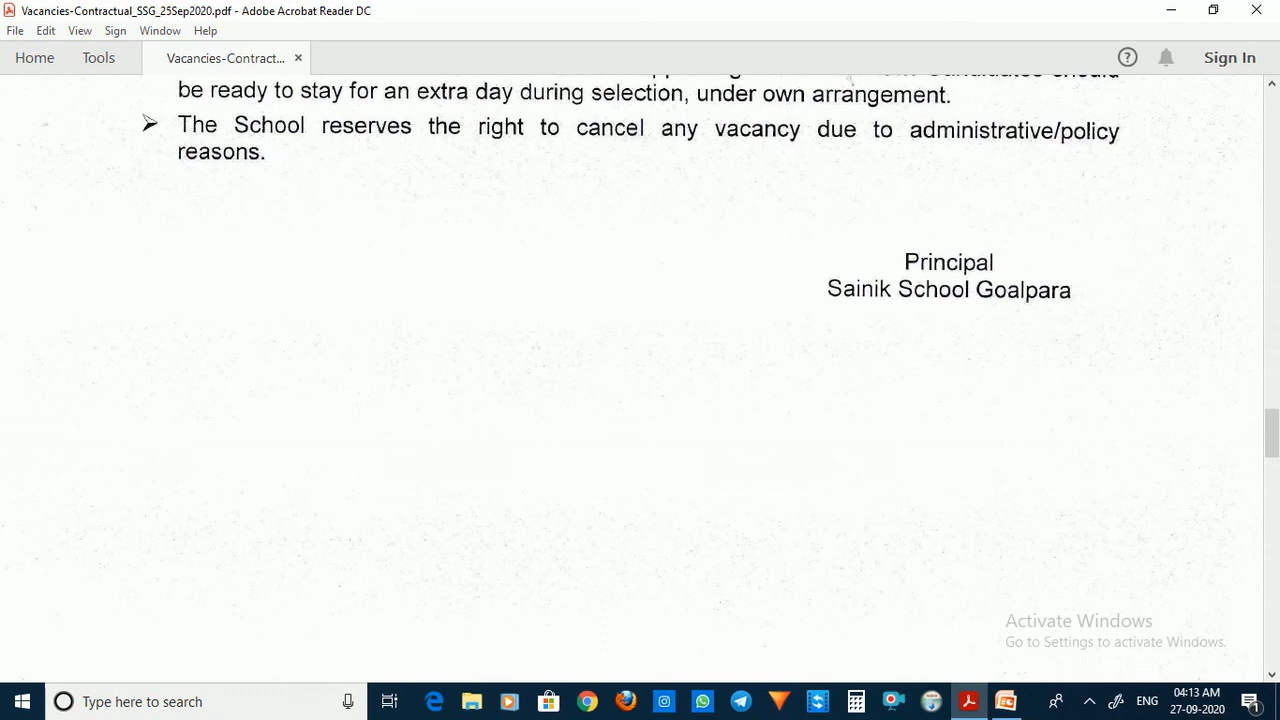 Vacancies-Contractual_SSG_25Sep2020.pdf - Adobe Acrobat Reader DC
File Edit View Sign Window Help
Home Tools Vacancies-Contract... × Sign In
be ready to stay for an extra day during selection, under own arrangement.
➢ The School reserves the right to cancel any vacancy due to administrative/policy
reasons.
Principal
Sainik School Goalpara
Activate Windows
Go to Settings to activate Windows.
Type here to search
ENG
04:13 AM
27-09-2020
1